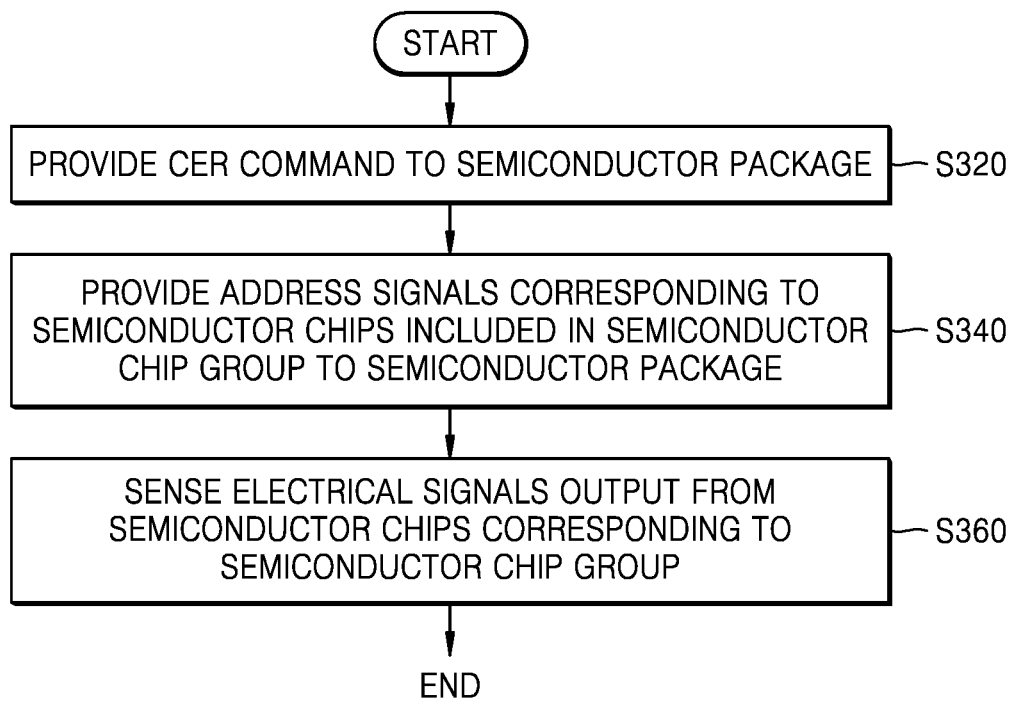 START
PROVIDE CER COMMAND TO SEMICONDUCTOR PACKAGE
S320
PROVIDE ADDRESS SIGNALS CORRESPONDING TO
SEMICONDUCTOR CHIPS INCLUDED IN SEMICONDUCTOR
CHIP GROUP TO SEMICONDUCTOR PACKAGE
S340
SENSE ELECTRICAL SIGNALS OUTPUT FROM
SEMICONDUCTOR CHIPS CORRESPONDING TO
SEMICONDUCTOR CHIP GROUP
S360
END